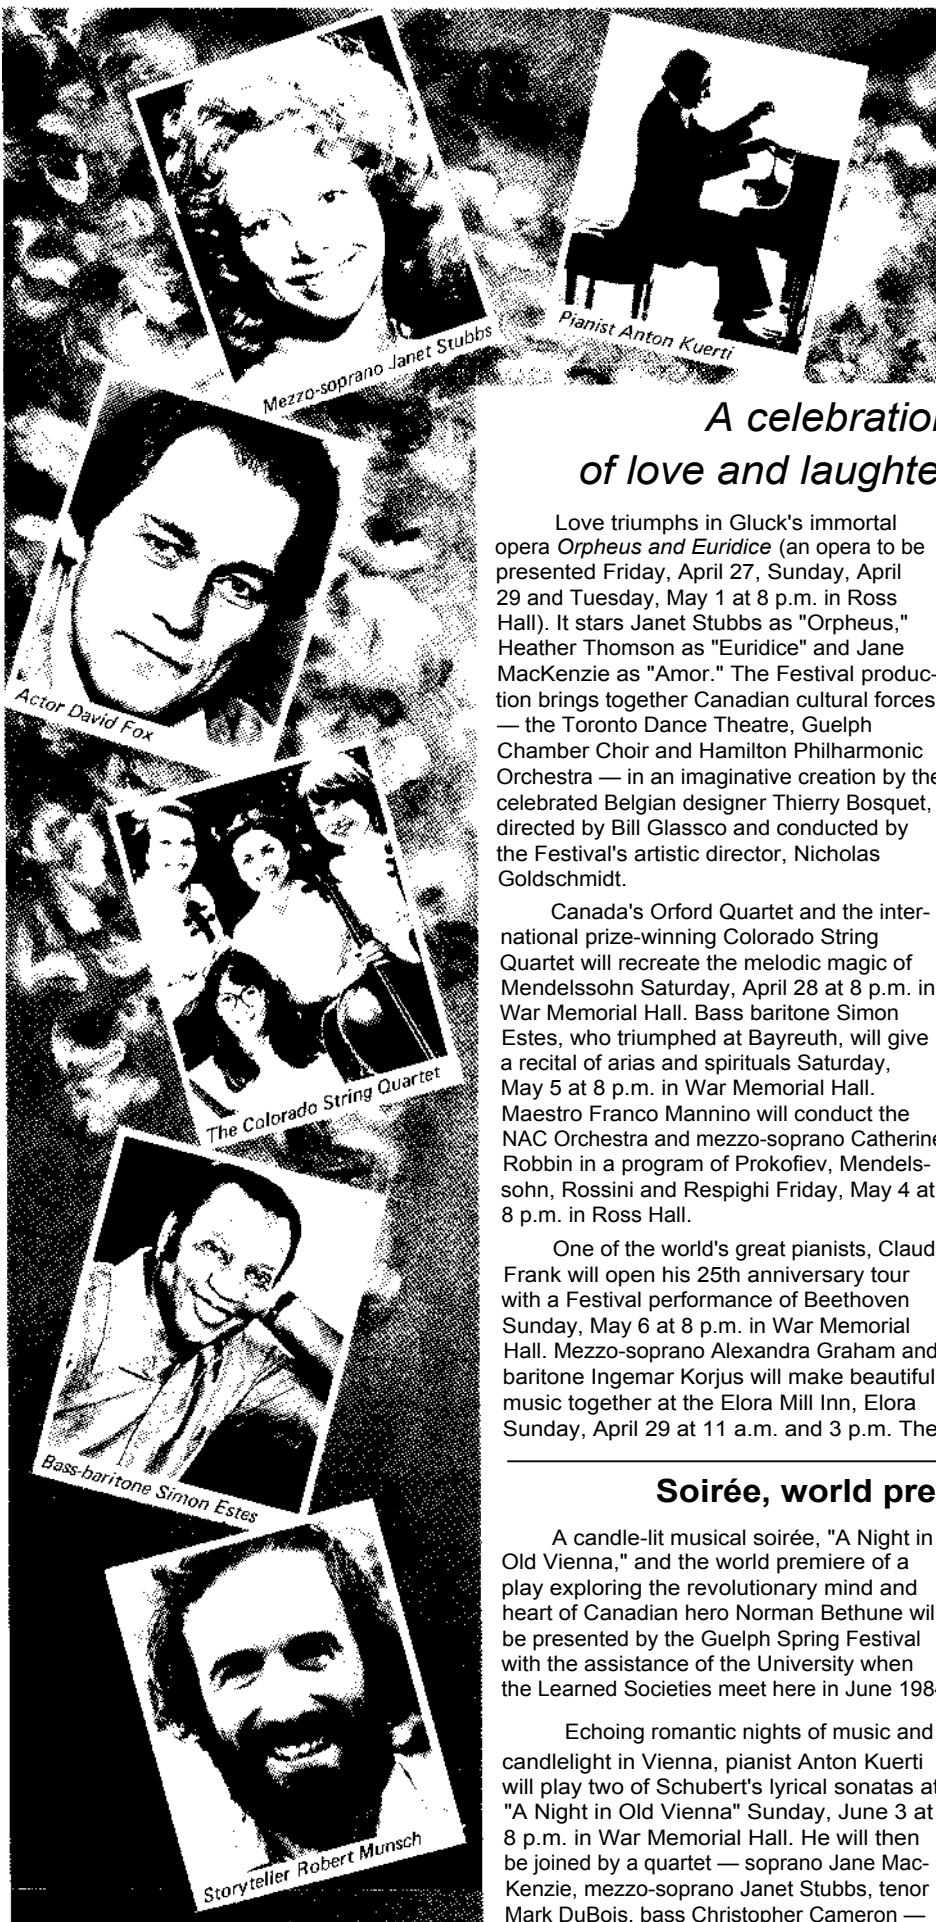 Mezzo-soprano Janet Stubbs
Pianist Anton Kuerti
Actor David Fox
The Colorado String Quartet
Bass-baritone Simon Estes
Storyteller Robert Munsch
A celebration
of love and laughte
Love triumphs in Gluck's immortal
opera Orpheus and Euridice (an opera to be
presented Friday, April 27, Sunday, April
29 and Tuesday, May 1 at 8 p.m. in Ross
Hall). It stars Janet Stubbs as "Orpheus,"
Heather Thomson as "Euridice" and Jane
MacKenzie as "Amor." The Festival produc-
tion brings together Canadian cultural forces
— the Toronto Dance Theatre, Guelph
Chamber Choir and Hamilton Philharmonic
Orchestra — in an imaginative creation by the
celebrated Belgian designer Thierry Bosquet,
directed by Bill Glassco and conducted by
the Festival's artistic director, Nicholas
Goldschmidt.
Canada's Orford Quartet and the inter-
national prize-winning Colorado String
Quartet will recreate the melodic magic of
Mendelssohn Saturday, April 28 at 8 p.m. in
War Memorial Hall. Bass baritone Simon
Estes, who triumphed at Bayreuth, will give
a recital of arias and spirituals Saturday,
May 5 at 8 p.m. in War Memorial Hall.
Maestro Franco Mannino will conduct the
NAC Orchestra and mezzo-soprano Catherine
Robbin in a program of Prokofiev, Mendels-
sohn, Rossini and Respighi Friday, May 4 at
8 p.m. in Ross Hall.
One of the world's great pianists, Claud
Frank will open his 25th anniversary tour
with a Festival performance of Beethoven
Sunday, May 6 at 8 p.m. in War Memorial
Hall. Mezzo-soprano Alexandra Graham and
baritone Ingemar Korjus will make beautiful
music together at the Elora Mill Inn, Elora
Sunday, April 29 at 11 a.m. and 3 p.m. The
Soirée, world pre
A candle-lit musical soirée, "A Night in
Old Vienna," and the world premiere of a
play exploring the revolutionary mind and
heart of Canadian hero Norman Bethune wil
be presented by the Guelph Spring Festival
with the assistance of the University when
the Learned Societies meet here in June 198
Echoing romantic nights of music and
candlelight in Vienna, pianist Anton Kuerti
will play two of Schubert's lyrical sonatas at
"A Night in Old Vienna" Sunday, June 3 at
8 p.m. in War Memorial Hall. He will then
be joined by a quartet — soprano Jane Mac-
Kenzie, mezzo-soprano Janet Stubbs, tenor
Mark DuBois, bass Christopher Cameron —